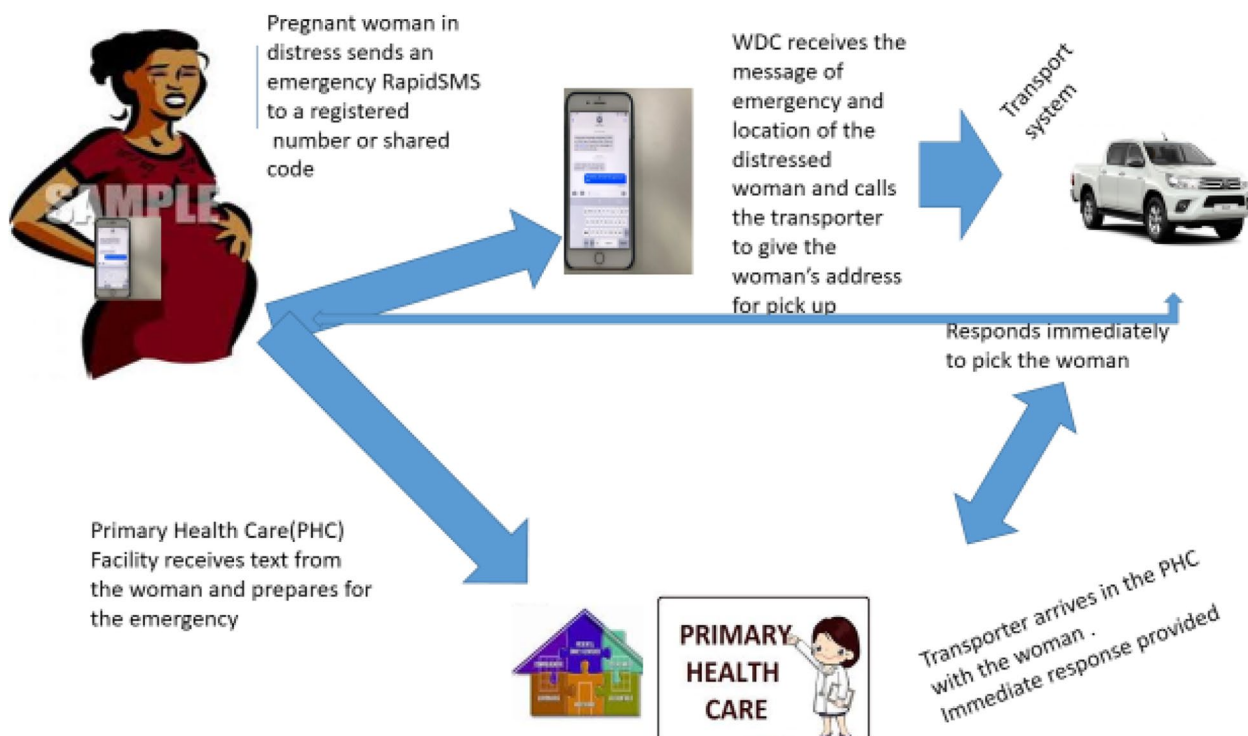 Pregnant woman in
distress sends an
emergency RapidSMS
to a registered
number or shared
code
SAMPLE
WDC receives the
message of
emergency and
location of the
distressed
woman and calls
the transporter
to give the
woman's address
for pick up
Transport
system
Responds immediately
to pick the woman
Primary Health Care(PHC)
Facility receives text from
the woman and prepares for
the emergency
PRIMARY
HEALTH
CARE
Transporter arrives in the PHC
with the woman .
Immediate response provided